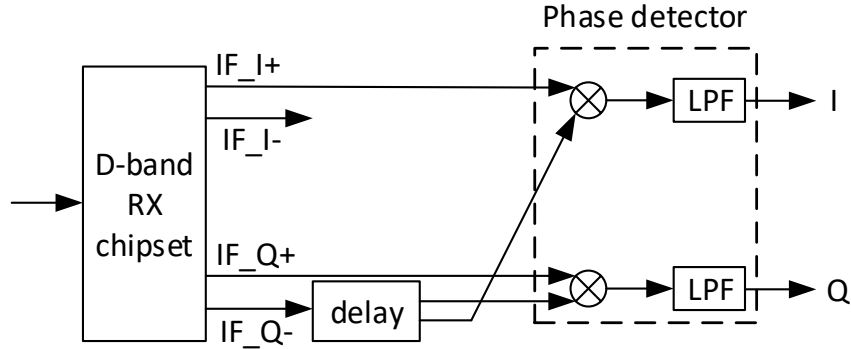 Phase detector
IF_I+
LPF
I
IF_I-
D-band
RX
chipset
IF_Q+
LPF
Q
delay
IF_Q-